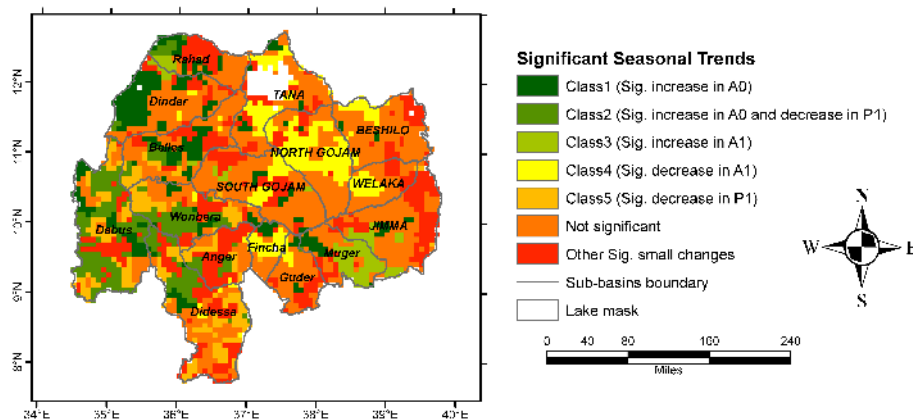 Rahad
Dinder
TANA
BESHILO
Belles
NORTH GOJAM
WELAKA
SOUTH GOJAM
Wonbera
Dabus
JIMMA
Fincha
Anger
Muger
Guder
Didessa
12°N
11°N
10°N
9°N
8°N
34°E 35°E 36°E 37°E 38°E 39°E 40°E
Significant Seasonal Trends
Class1 (Sig. increase in A0)
Class2 (Sig. increase in A0 and decrease in P1)
Class3 (Sig. increase in A1)
Class4 (Sig. decrease in A1)
Class5 (Sig. decrease in P1)
Not significant
Other Sig. small changes
Sub-basins boundary
Lake mask
N
W E
S
0 40 80 160 240
Miles